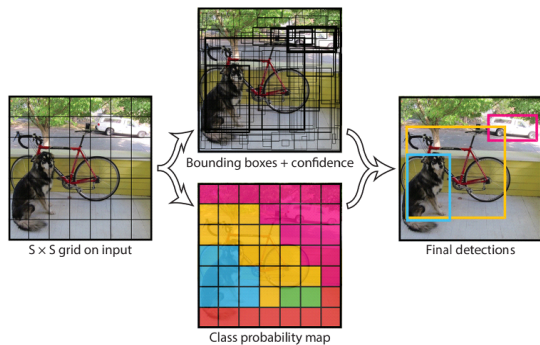 S × S grid on input
Bounding boxes + confidence
Class probability map
Final detections